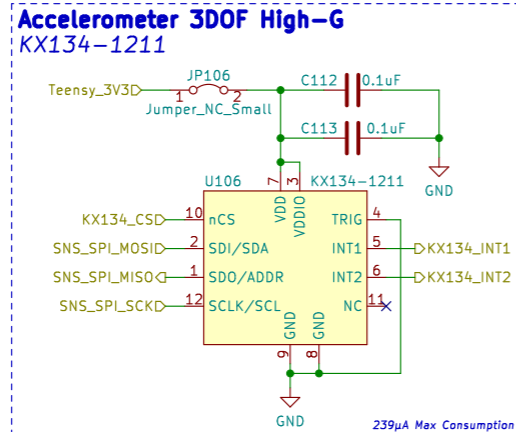 Accelerometer 3DOF High-G
KX134-1211
JP106
Teensy_3V3
1 2
Jumper_NC_Small
C112 0.1uF
C113 0.1uF
GND
U106 KX134-1211
7 3
VDD VDDIO
KX134_CS 10 nCS TRIG 4
SNS_SPI_MOSI 2 SDI/SDA INT1 5 KX134_INT1
SNS_SPI_MISO 1 SDO/ADDR INT2 6 KX134_INT2
SNS_SPI_SCK 12 SCLK/SCL NC 11
GND GND
9 8
GND
239µA Max Consumption